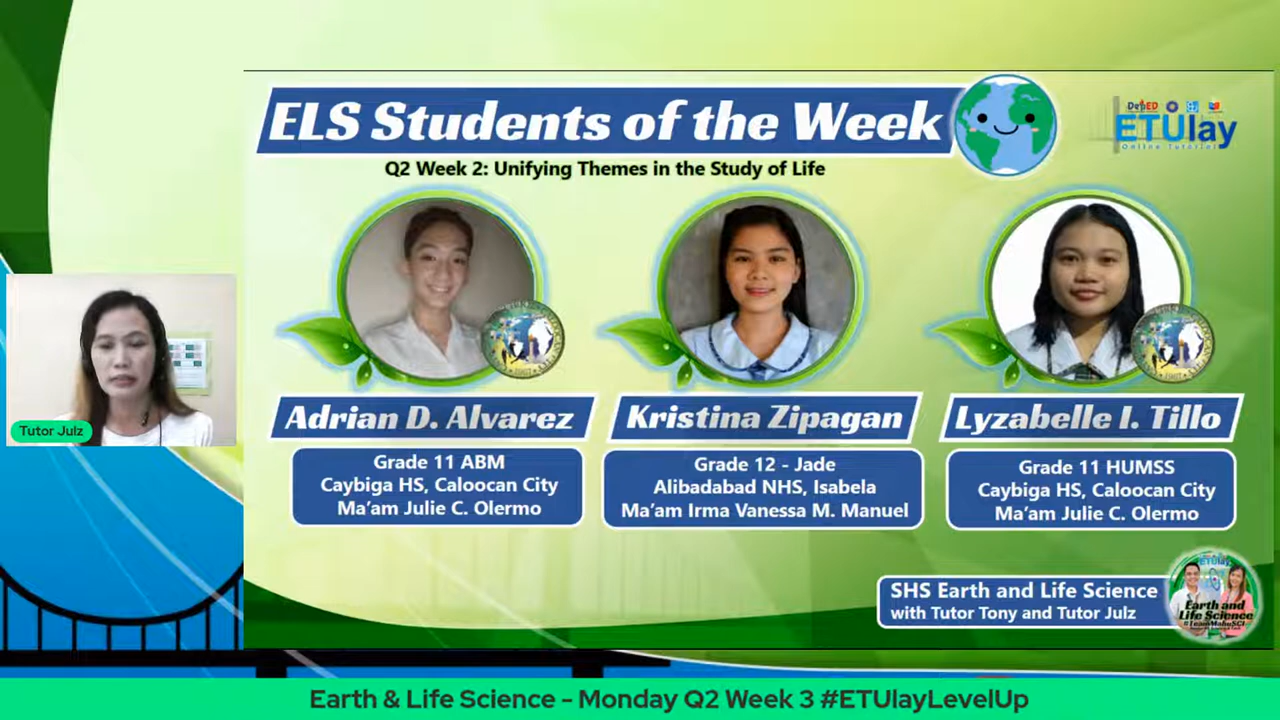 ELS Students of the Week
DepED
ETUlay
Online Tutorial
Q2 Week 2: Unifying Themes in the Study of Life
Tutor Julz
Adrian D. Alvarez
Grade 11 ABM
Caybiga HS, Caloocan City
Ma'am Julie C. Olermo
Kristina Zipagan
Grade 12 - Jade
Alibadabad NHS, Isabela
Ma'am Irma Vanessa M. Manuel
Lyzabelle I. Tillo
Grade 11 HUMSS
Caybiga HS, Caloocan City
Ma'am Julie C. Olermo
SHS Earth and Life Science
with Tutor Tony and Tutor Julz
ETUlay
Earth and
Life Science
#TeamMahuSCI
Earth & Life Science - Monday Q2 Week 3 #ETUlayLevelUp